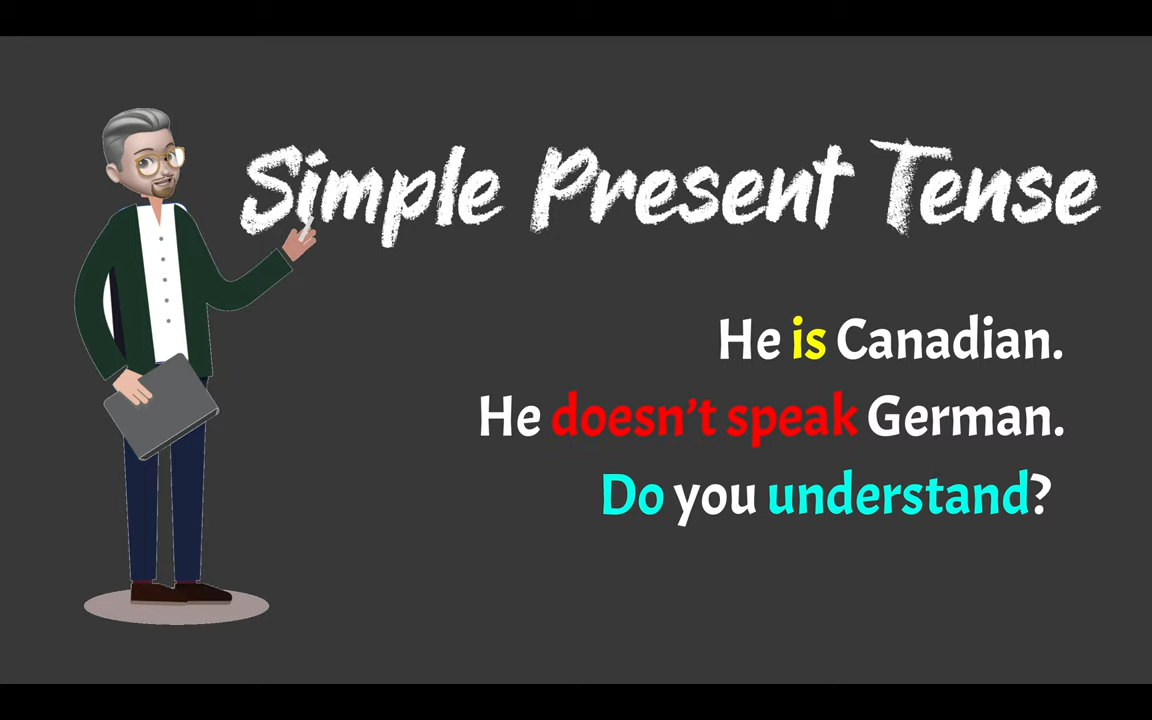 Simple Present Tense
He is Canadian.
He doesn’t speak German.
Do you understand?